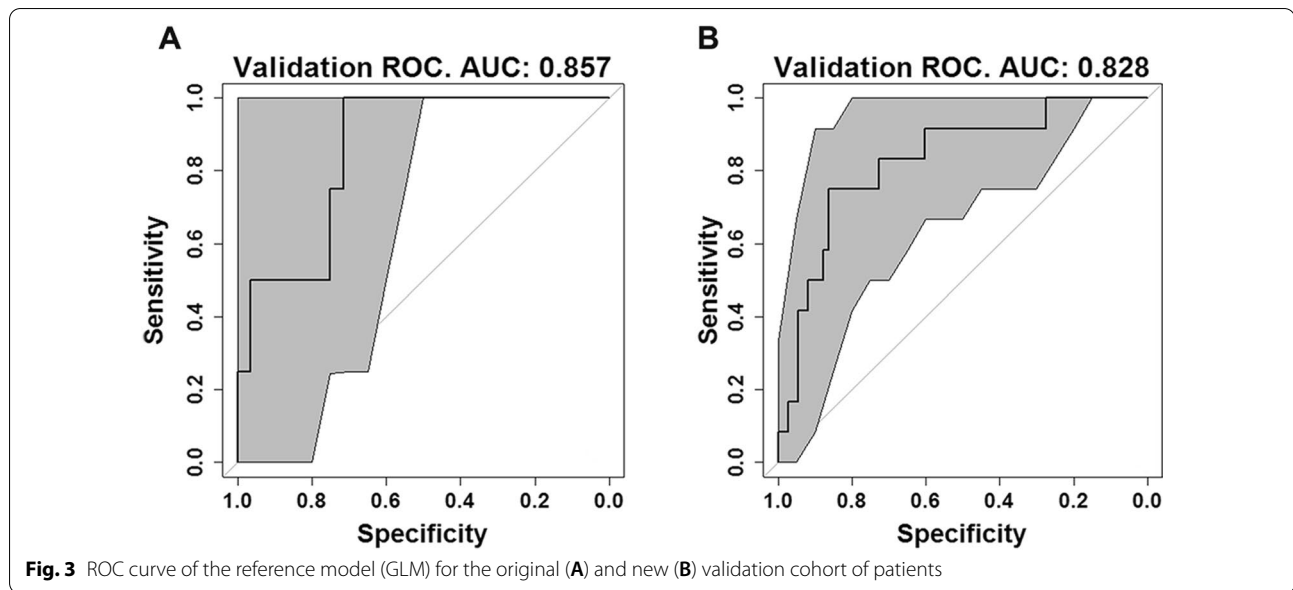 A
Validation ROC. AUC: 0.857
Sensitivity
1.0
0.8
0.6
0.4
0.2
0.0
1.0 0.8 0.6 0.4 0.2 0.0
Specificity
B
Validation ROC. AUC: 0.828
Sensitivity
1.0
0.8
0.6
0.4
0.2
0.0
1.0 0.8 0.6 0.4 0.2 0.0
Specificity
Fig. 3 ROC curve of the reference model (GLM) for the original (A) and new (B) validation cohort of patients